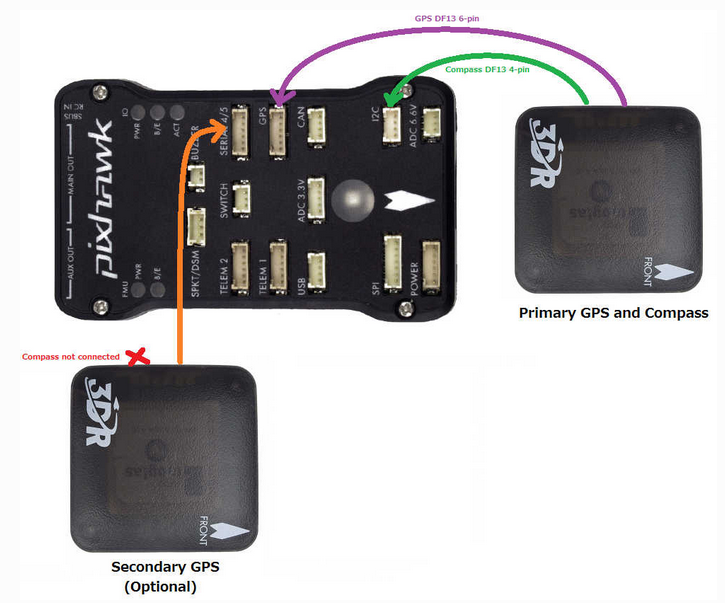 GPS DF13 6-pin
Compass DF13 4-pin
SBUS
RC IN
MAIN OUT
AUX OUT
IO
PWR
B/E
ACT
pixhawk
FMU
PWR
B/E
BUZZER
SPKT/DSM
SERIAL 4/5
SWITCH
TELEM 2
GPS
TELEM 1
CAN
ADC 3.3V
USB
I2C
SPI
ADC 6.6V
POWER
3DR
FRONT
Primary GPS and Compass
Compass not connected
3DR
FRONT
Secondary GPS
(Optional)